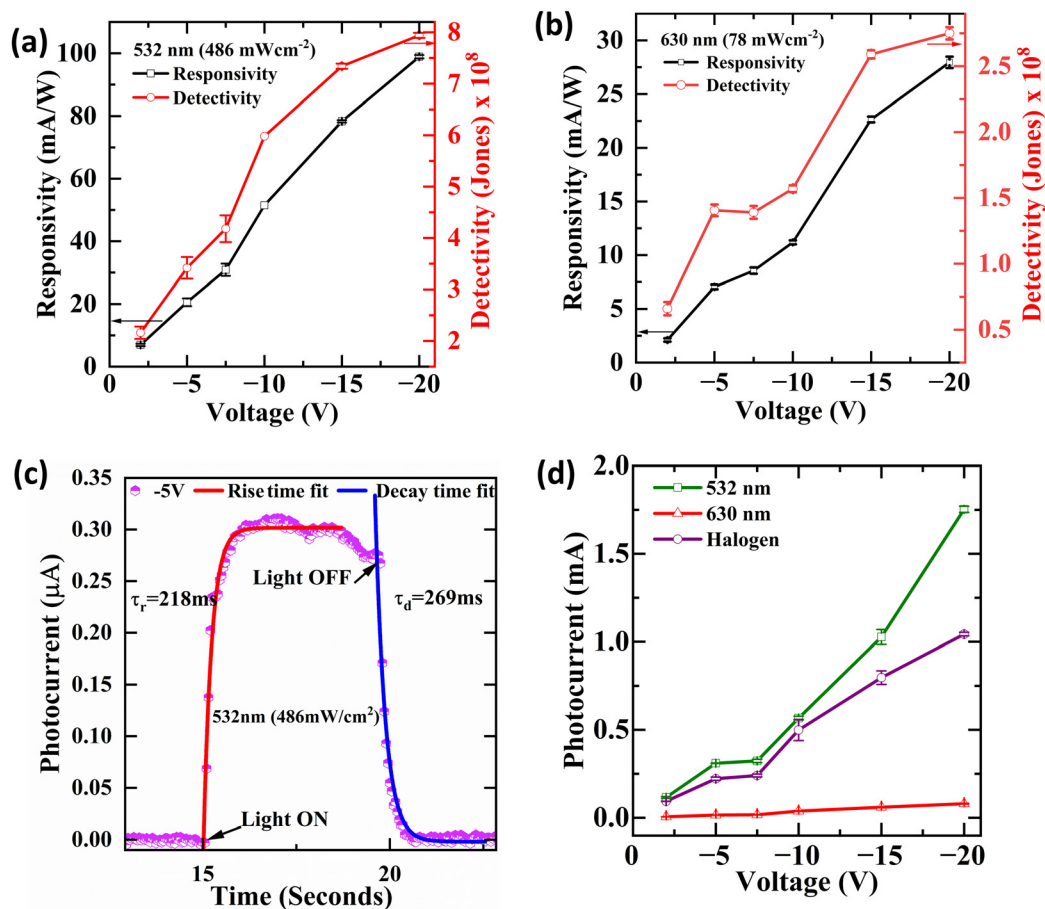 (a)
532 nm (486 mWcm⁻²)
Responsivity
Detectivity
Responsivity (mA/W)
100
80
60
40
20
0
Detectivity (Jones) x 10⁸
9
8
7
6
5
4
3
2
0 −5 −10 −15 −20
Voltage (V)
(b)
630 nm (78 mWcm⁻²)
Responsivity
Detectivity
Responsivity (mA/W)
30
25
20
15
10
5
0
Detectivity (Jones) x 10⁸
2.5
2.0
1.5
1.0
0.5
0 −5 −10 −15 −20
Voltage (V)
(c)
-5V Rise time fit Decay time fit
Photocurrent (μA)
0.35
0.30
0.25
0.30
0.15
0.10
0.05
0.00
Light OFF
τr=218ms
τd=269ms
532nm (486mW/cm²)
Light ON
15 20
Time (Seconds)
(d)
532 nm
630 nm
Halogen
Photocurrent (mA)
2.0
1.5
1.0
0.5
0.0
0 −5 −10 −15 −20
Voltage (V)